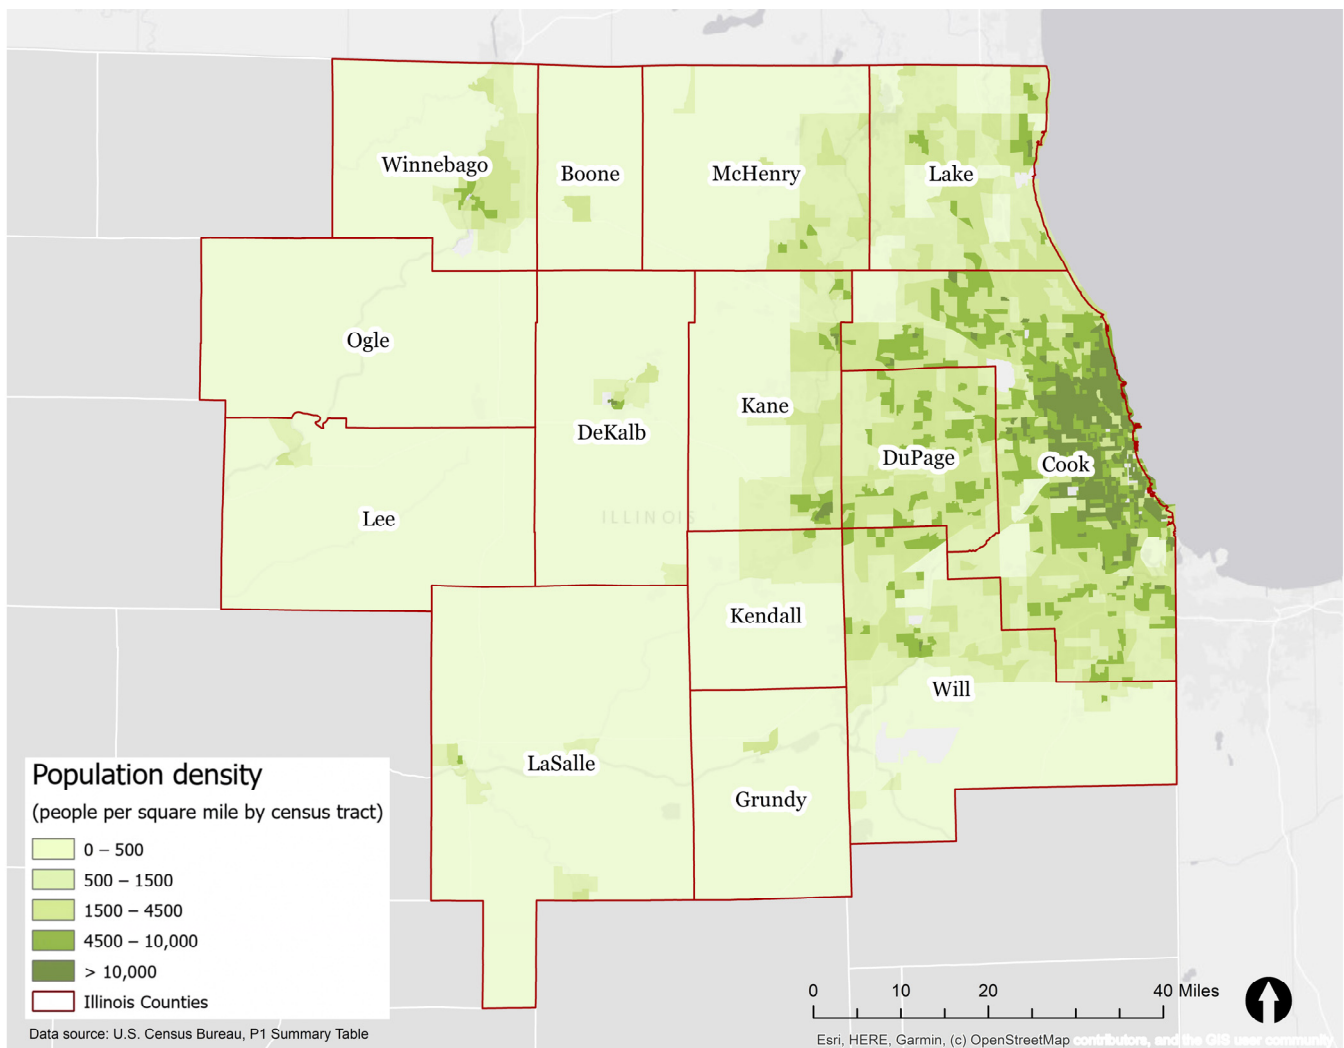 Winnebago
Boone
McHenry
Lake
Ogle
DeKalb
Kane
DuPage
Cook
Lee
ILLINOIS
Kendall
Will
LaSalle
Grundy
Population density
(people per square mile by census tract)
0 – 500
500 – 1500
1500 – 4500
4500 – 10,000
> 10,000
Illinois Counties
Data source: U.S. Census Bureau, P1 Summary Table
0 10 20 40 Miles
Esri, HERE, Garmin, (c) OpenStreetMap contributors, and the GIS user community